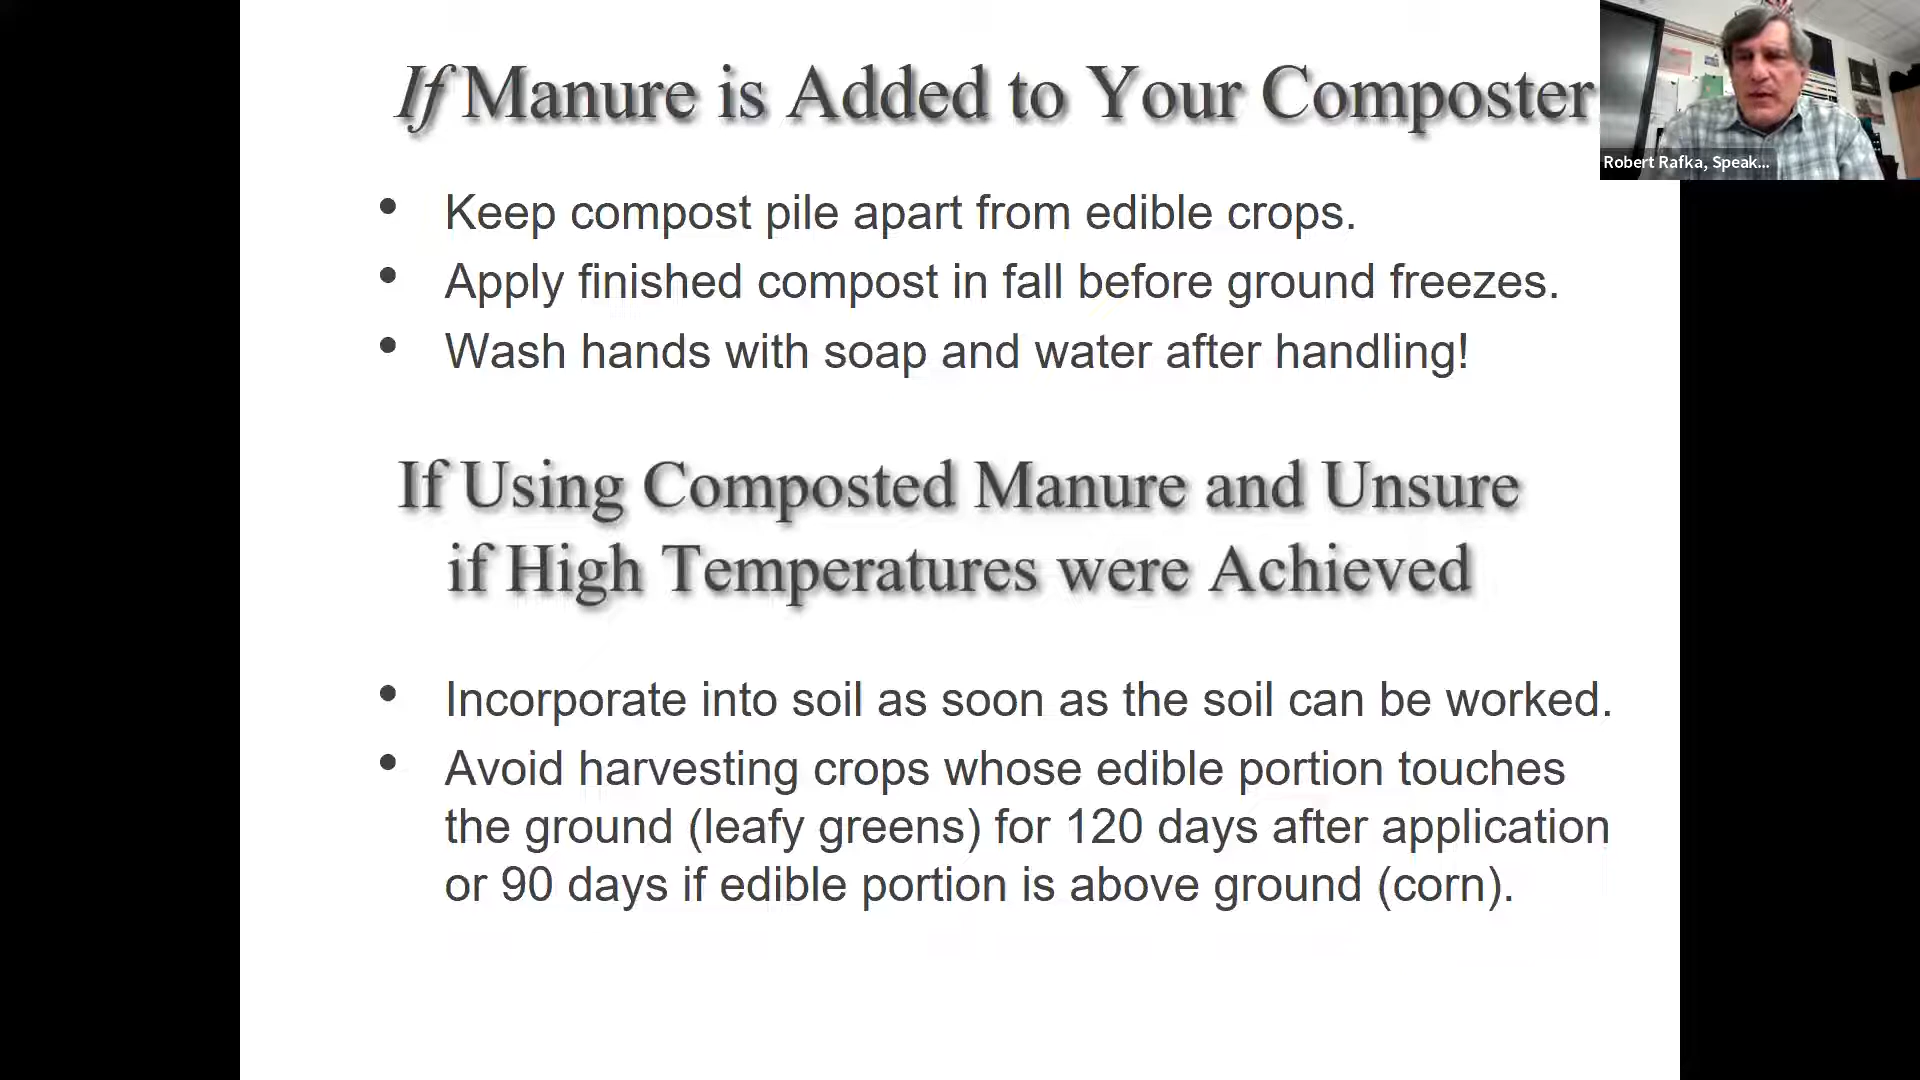 If Manure is Added to Your Composter
Robert Rafka, Speak...
• Keep compost pile apart from edible crops.
• Apply finished compost in fall before ground freezes.
• Wash hands with soap and water after handling!
If Using Composted Manure and Unsure
if High Temperatures were Achieved
• Incorporate into soil as soon as the soil can be worked.
• Avoid harvesting crops whose edible portion touches
the ground (leafy greens) for 120 days after application
or 90 days if edible portion is above ground (corn).